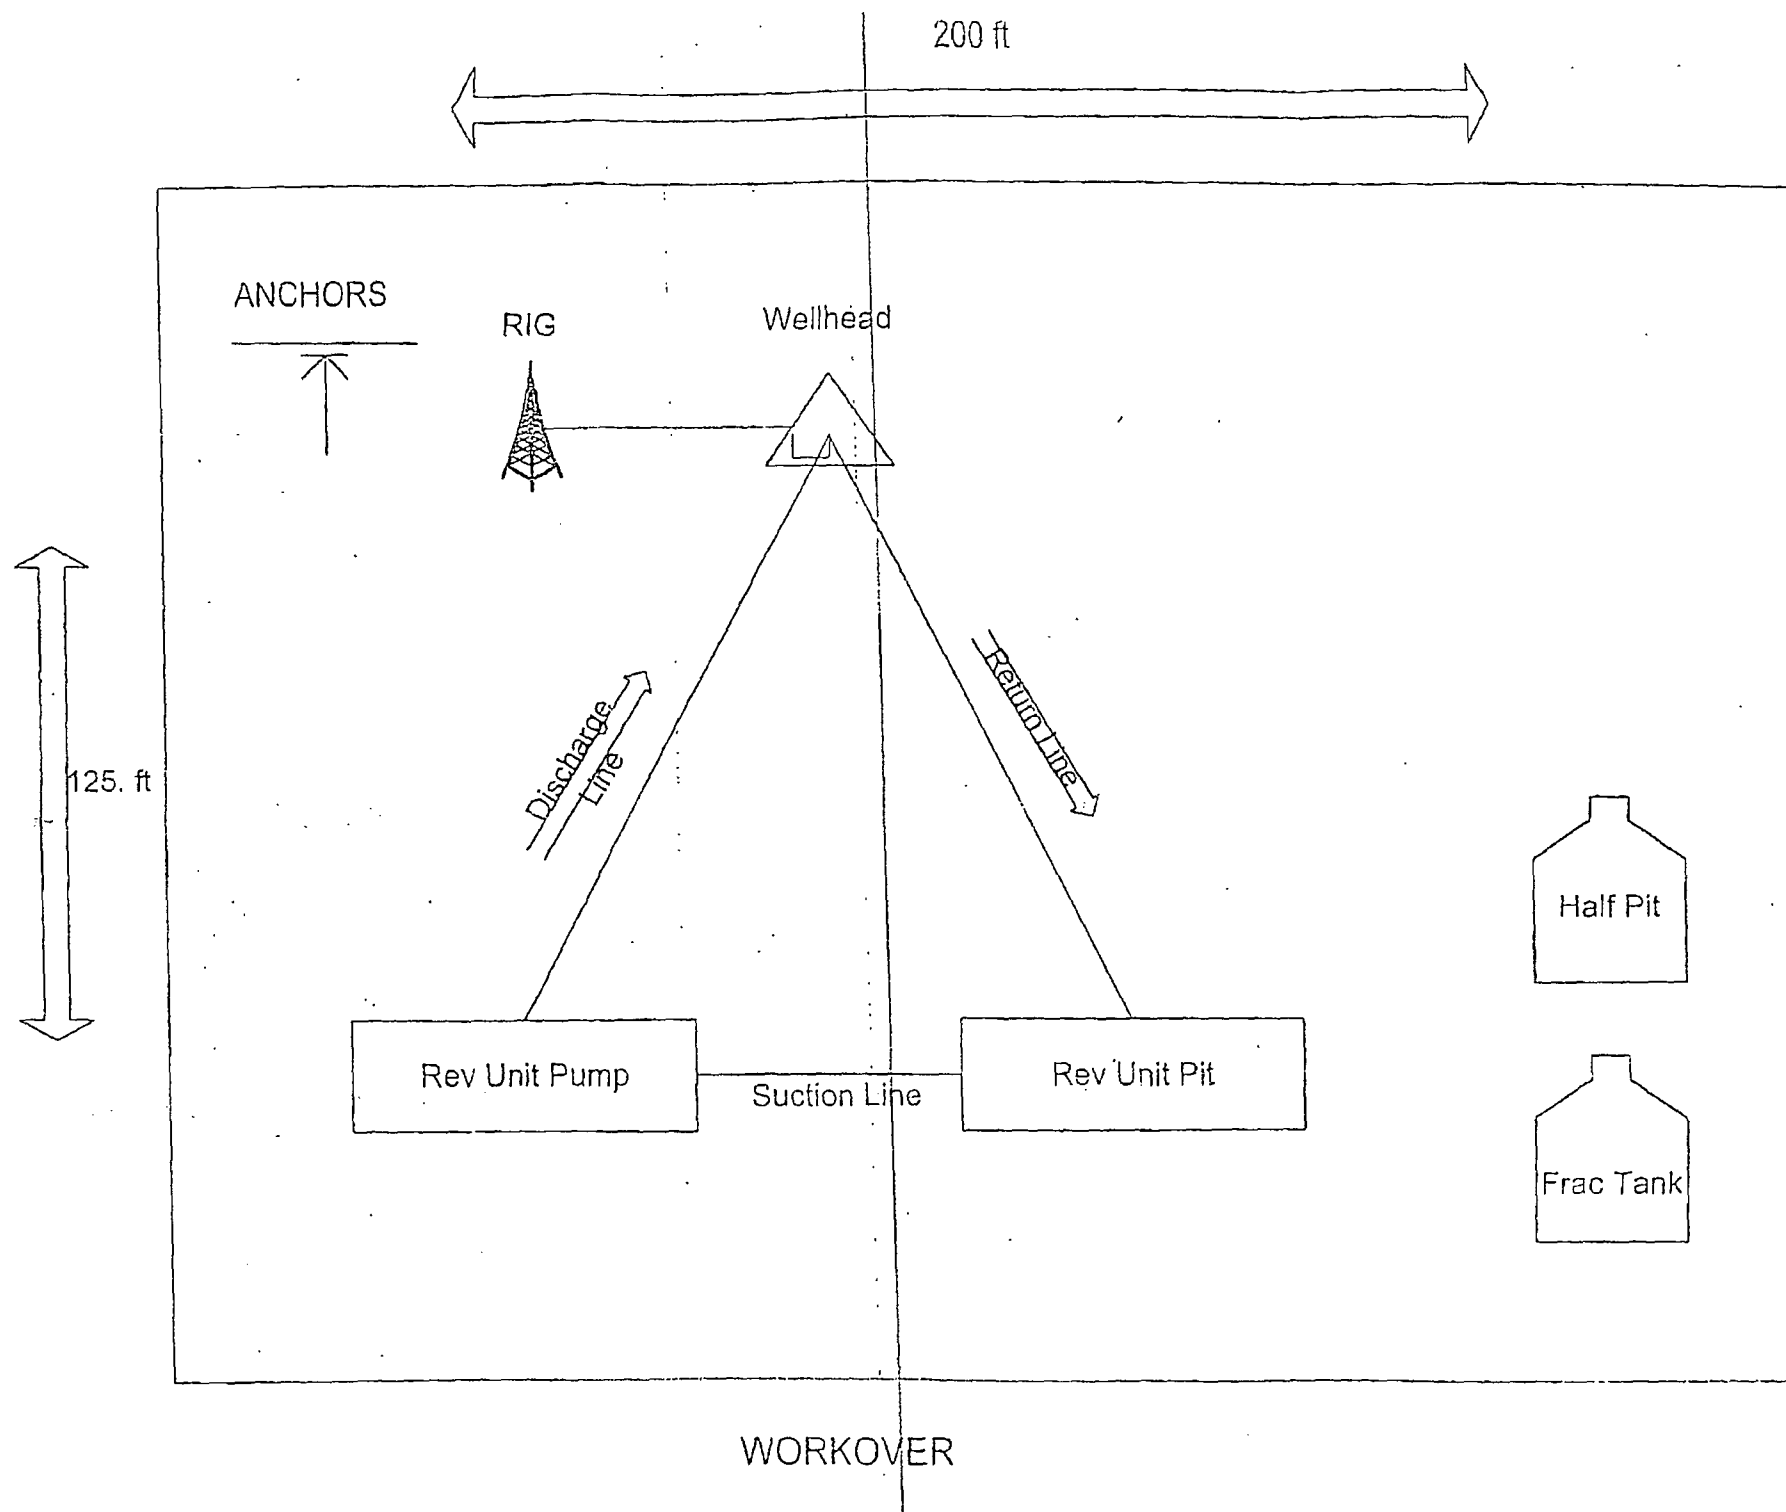 200 ft
ANCHORS
RIG
Wellhead
125. ft
Discharge
Line
Return Line
Half Pit
Rev Unit Pump
Suction Line
Rev Unit Pit
Frac Tank
WORKOVER